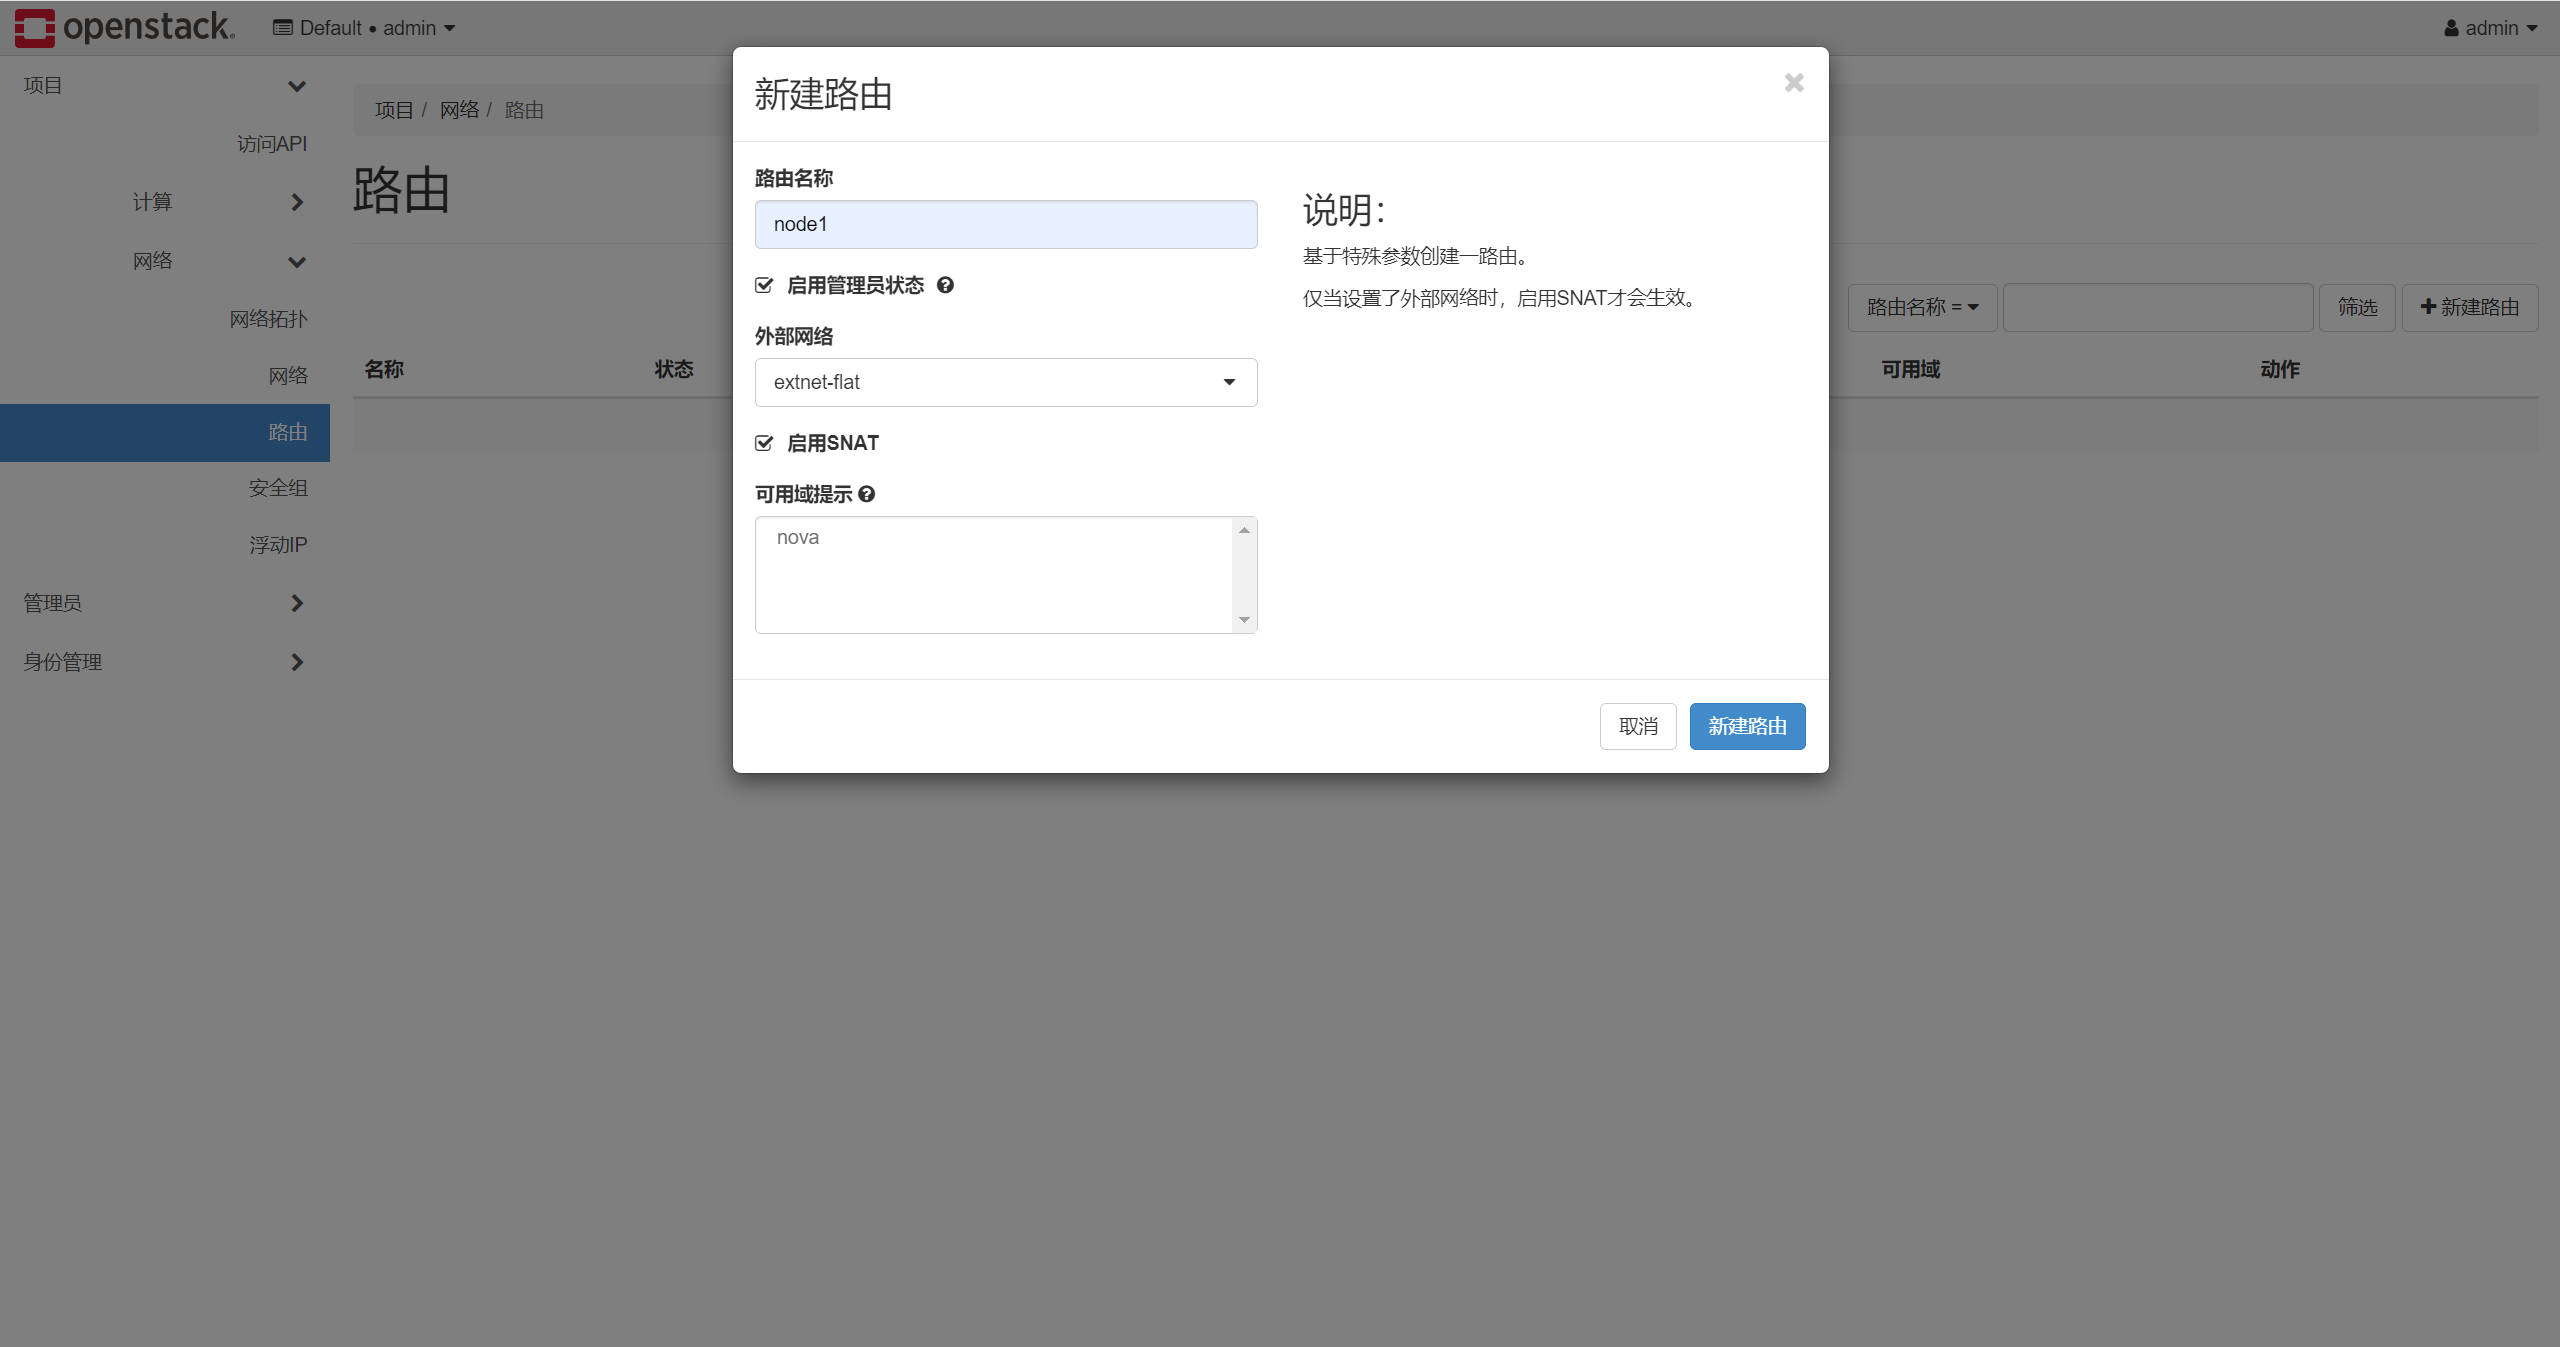 openstack. Default • admin admin
项目
访问API
计算
网络
网络拓扑
网络
路由
安全组
浮动IP
管理员
身份管理
项目 / 网络 / 路由
路由
路由名称 = 筛选 新建路由
名称 状态 可用域 动作
新建路由
路由名称
node1
启用管理员状态
外部网络
extnet-flat
启用SNAT
可用域提示
nova
说明：
基于特殊参数创建一路由。
仅当设置了外部网络时，启用SNAT才会生效。
取消 新建路由